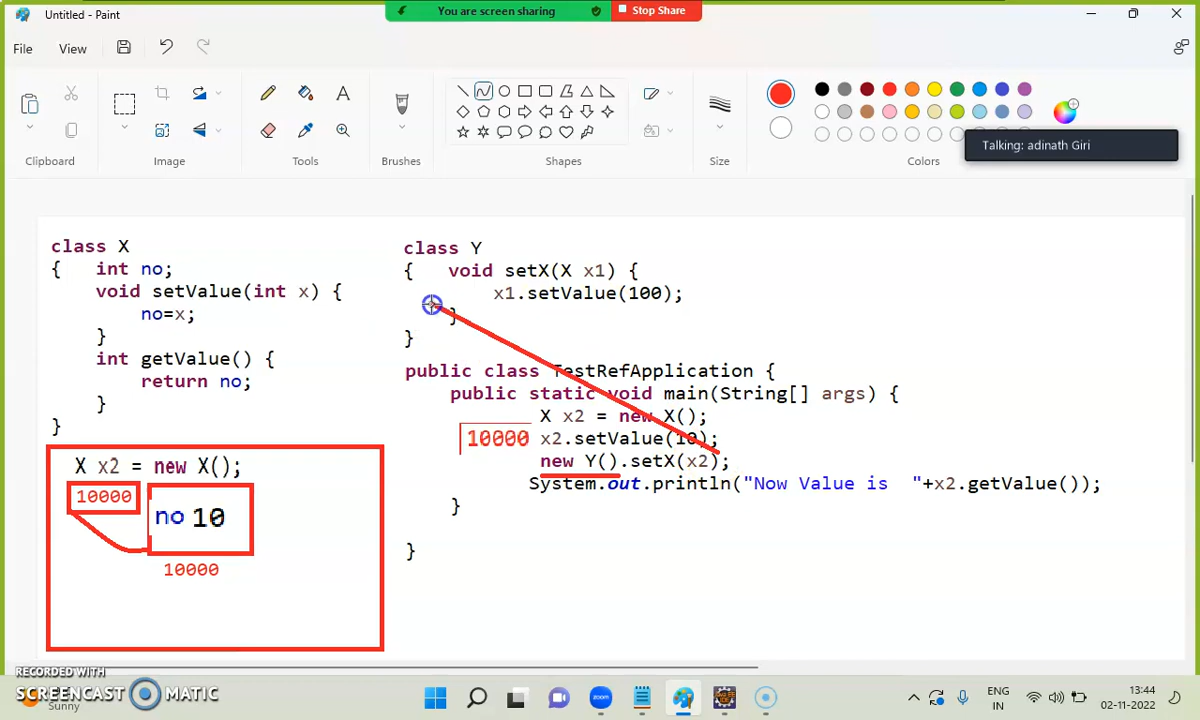 Untitled - Paint
You are screen sharing
Stop Share
File
View
Clipboard
Image
Tools
Brushes
Shapes
Size
Colors
Talking: adinath Giri
class X
{ int no;
void setValue(int x) {
no=x;
}
int getValue() {
return no;
}
}
X x2 = new X();
10000
no 10
10000
class Y
{ void setX(X x1) {
x1.setValue(100);
}
}
public class TestRefApplication {
public static void main(String[] args) {
X x2 = new X();
10000 x2.setValue(10);
new Y().setX(x2);
System.out.println("Now Value is "+x2.getValue());
}
}
RECORDED WITH
SCREENCAST MATIC
Sunny
zoom
ENG
IN
13:44
02-11-2022